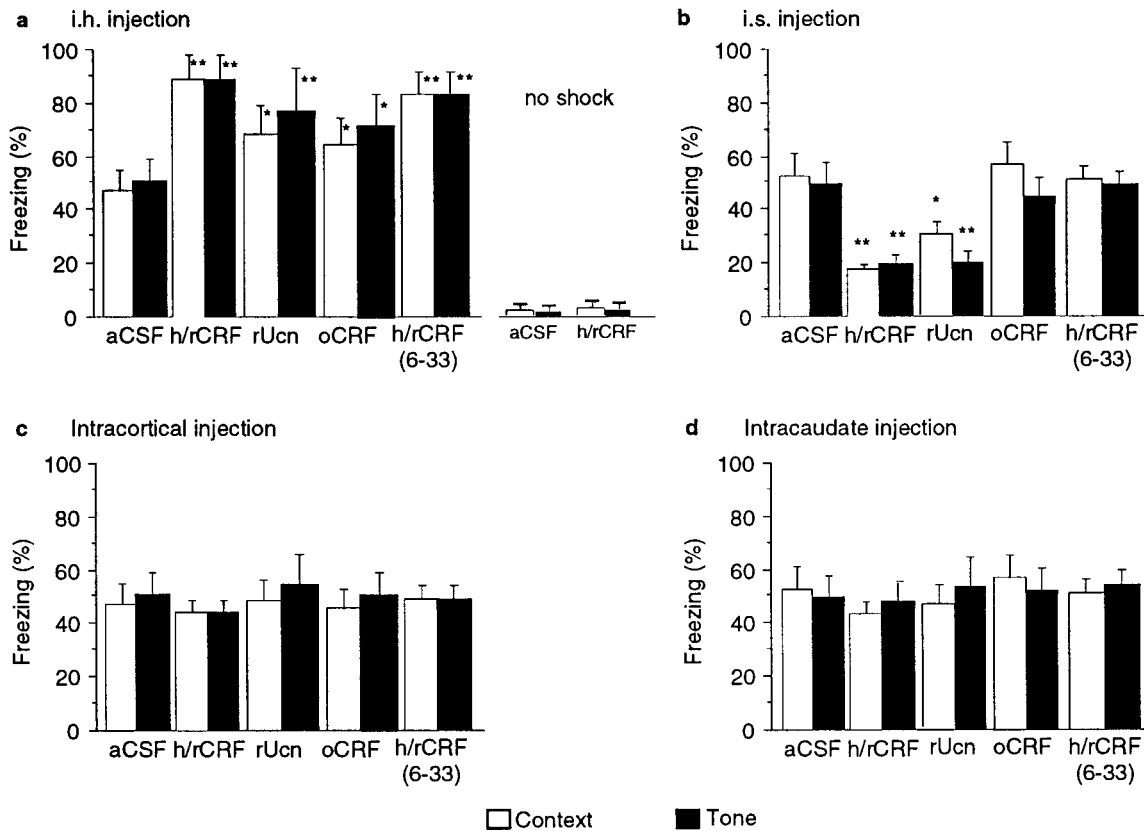 a i.h. injection
Freezing (%)
100
80
60
40
20
0
** ** * ** * * ** **
aCSF h/rCRF rUcn oCRF h/rCRF
(6-33)
no shock
aCSF h/rCRF
b i.s. injection
Freezing (%)
100
80
60
40
20
0
** ** * **
aCSF h/rCRF rUcn oCRF h/rCRF
(6-33)
c Intracortical injection
Freezing (%)
100
80
60
40
20
0
aCSF h/rCRF rUcn oCRF h/rCRF
(6-33)
d Intracaudate injection
Freezing (%)
100
80
60
40
20
0
aCSF h/rCRF rUcn oCRF h/rCRF
(6-33)
Context Tone